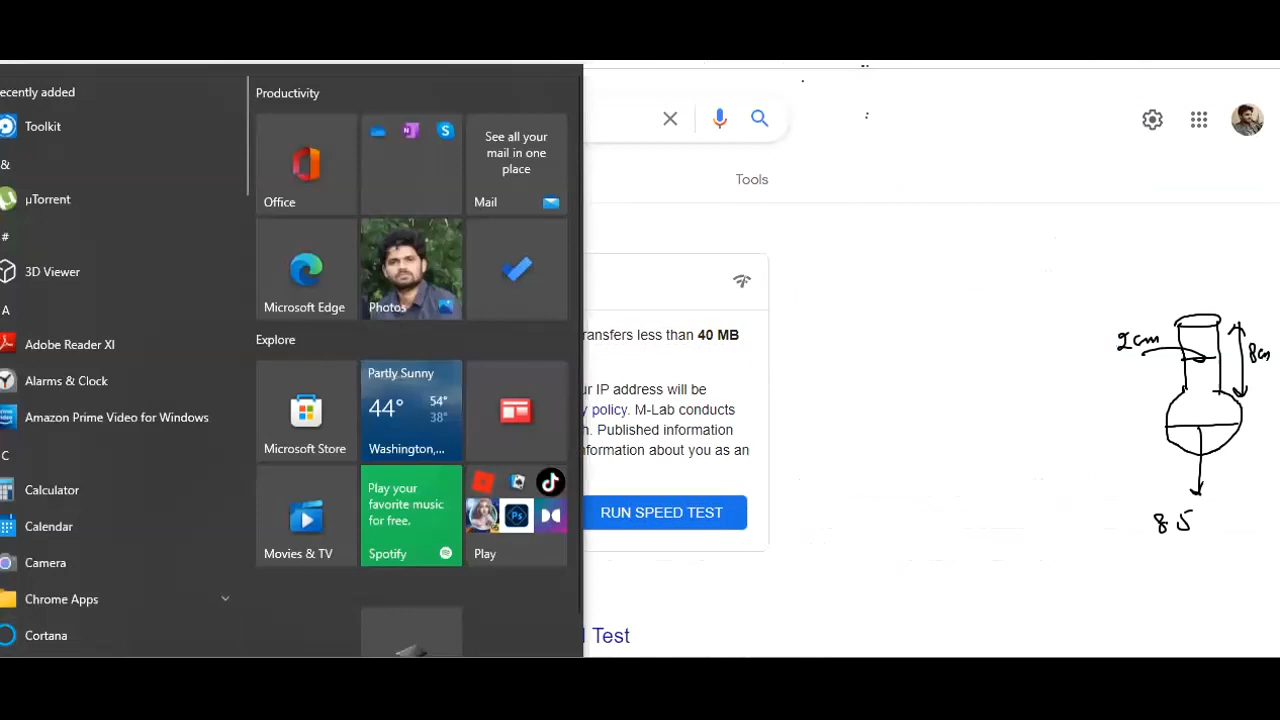 ecently added
Toolkit
&
µTorrent
#
3D Viewer
A
Adobe Reader XI
Alarms & Clock
Amazon Prime Video for Windows
C
Calculator
Calendar
Camera
Chrome Apps
Cortana
Productivity
Office
See all your
mail in one
place
Mail
Microsoft Edge
Photos
Explore
Microsoft Store
Partly Sunny
44°
54°
38°
Washington,...
Movies & TV
Play your
favorite music
for free.
Spotify
Play
Tools
ransfers less than 40 MB
ur IP address will be
y policy. M-Lab conducts
h. Published information
nformation about you as an
RUN SPEED TEST
d Test
2cm
8cm
8.5